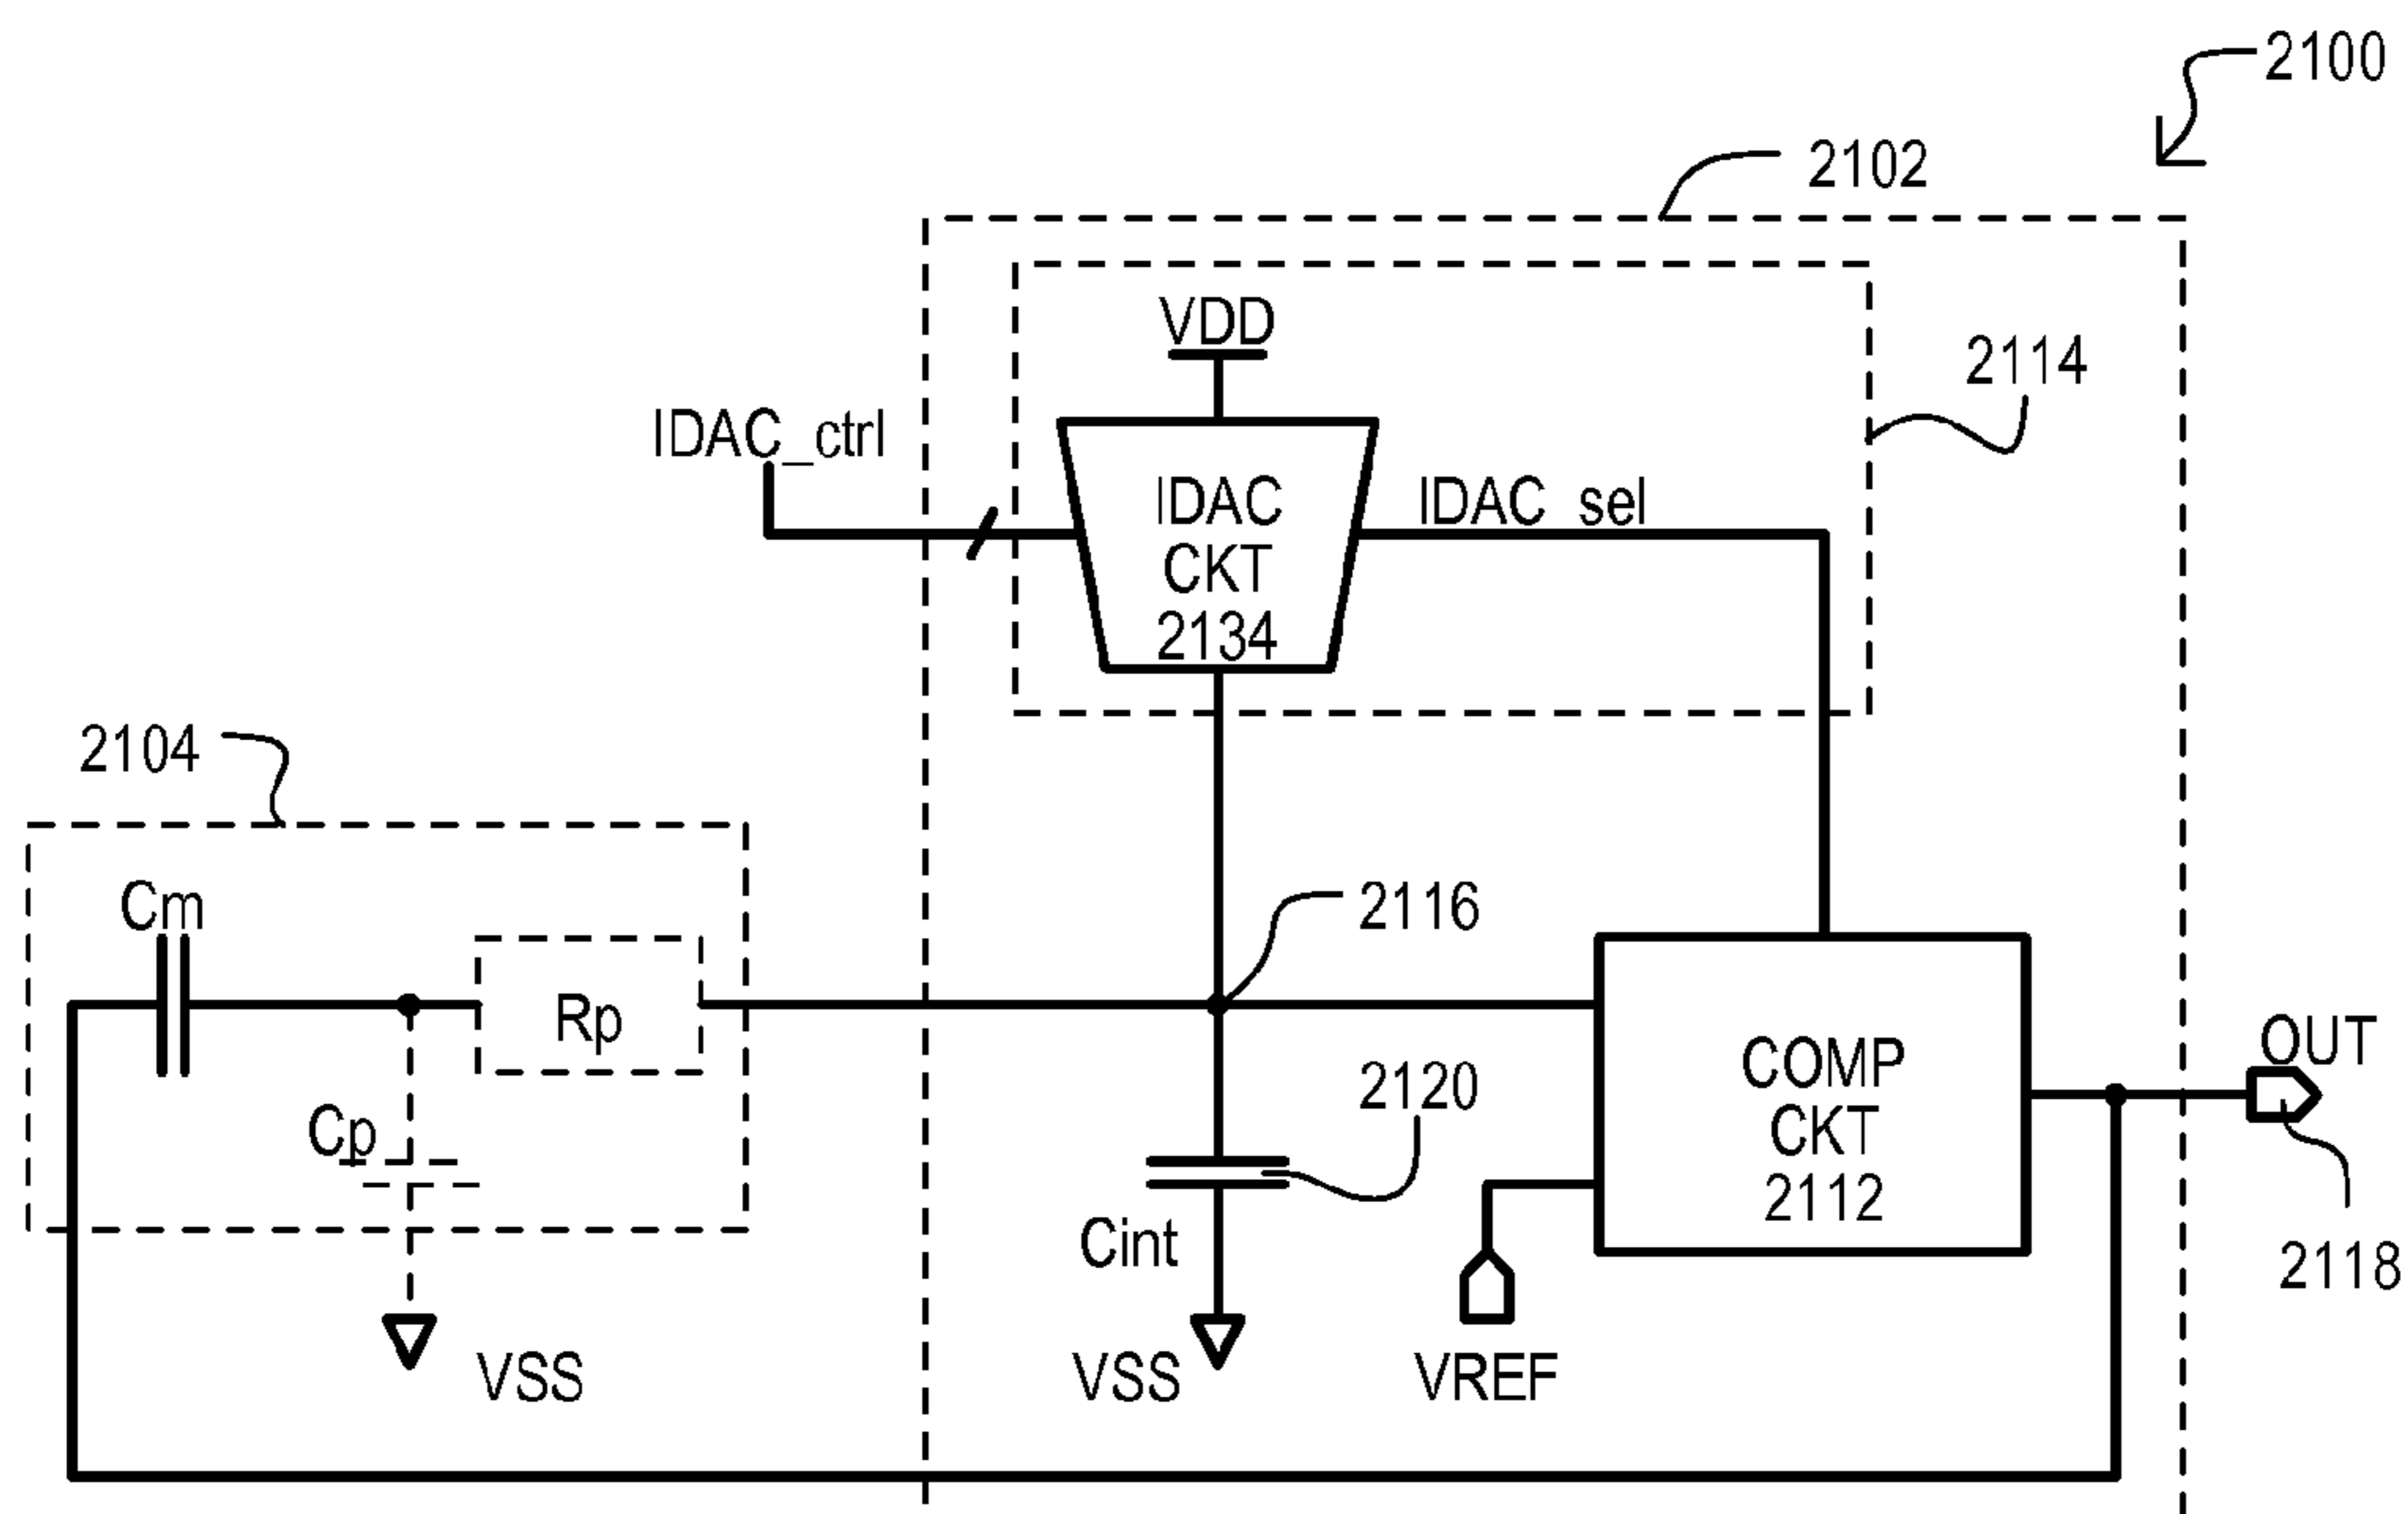 2100
2102
VDD
2114
IDAC_ctrl
IDAC
CKT
2134
IDAC_sel
2104
Cm
2116
Rp
COMP
CKT
2112
OUT
2120
Cp
Cint
2118
VSS
VSS
VREF